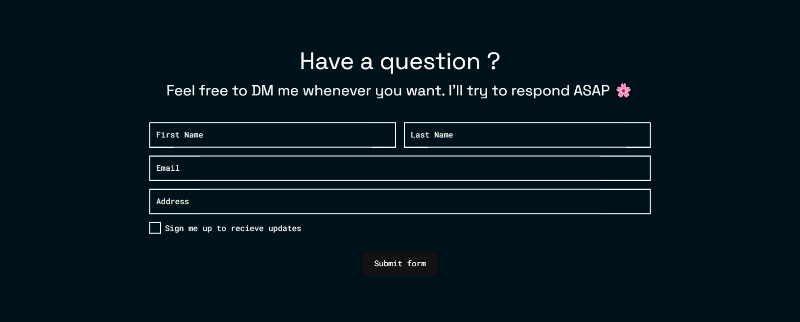 Have a question ?
Feel free to DM me whenever you want. I'll try to respond ASAP 🌸
First Name Last Name
Email
Address
Sign me up to recieve updates
Submit form